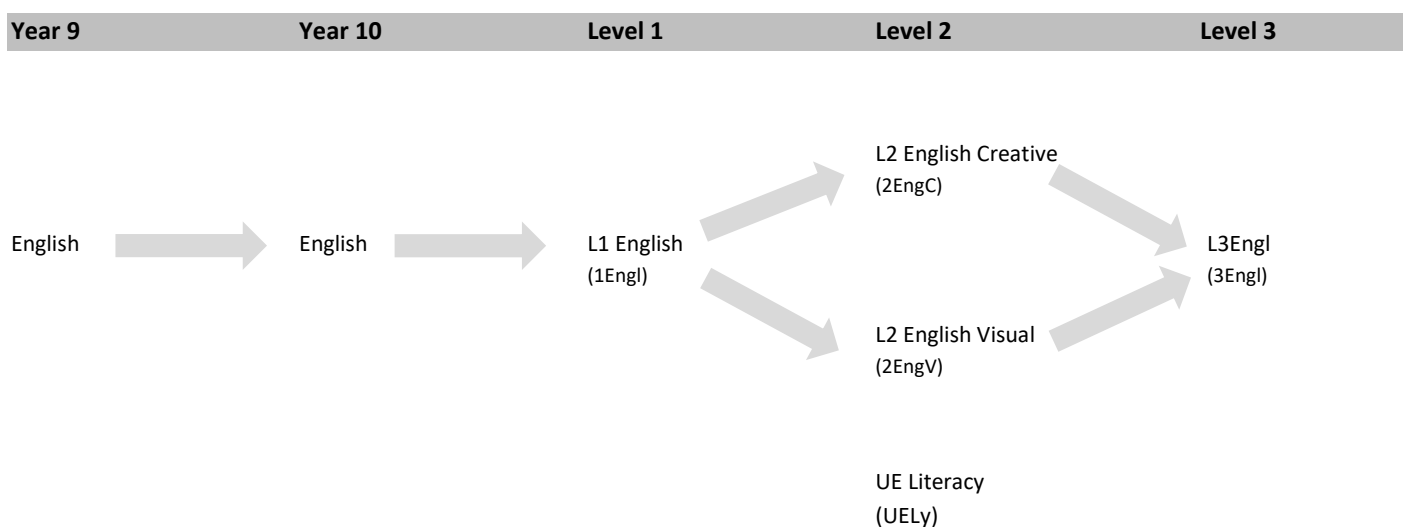 Year 9 Year 10 Level 1 Level 2 Level 3
L2 English Creative
(2EngC)
English English L1 English L3Engl
(1Engl) (3Engl)
L2 English Visual
(2EngV)
UE Literacy
(UELy)